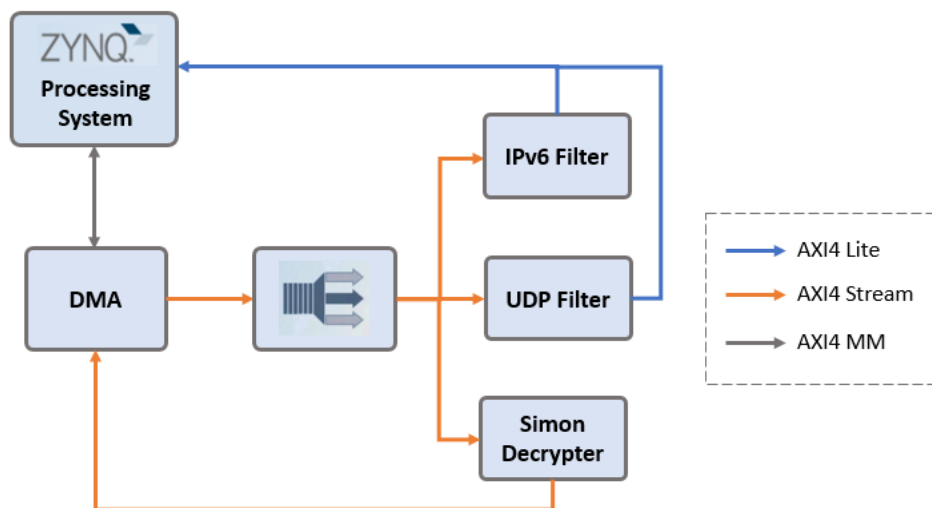 ZYNQ
Processing
System
IPv6 Filter
DMA
UDP Filter
Simon
Decrypter
AXI4 Lite
AXI4 Stream
AXI4 MM